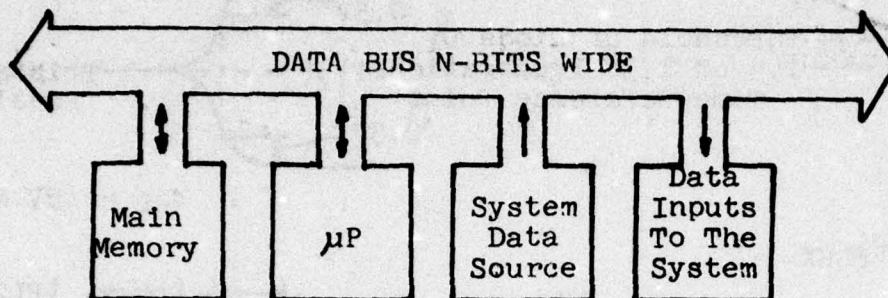 DATA BUS N-BITS WIDE
Main
Memory
µP
System
Data
Source
Data
Inputs
To The
System